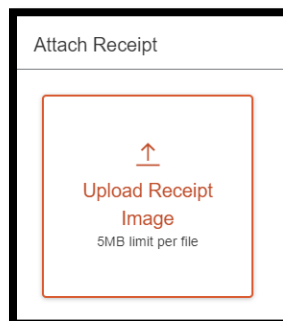 Attach Receipt
Upload Receipt
Image
5MB limit per file